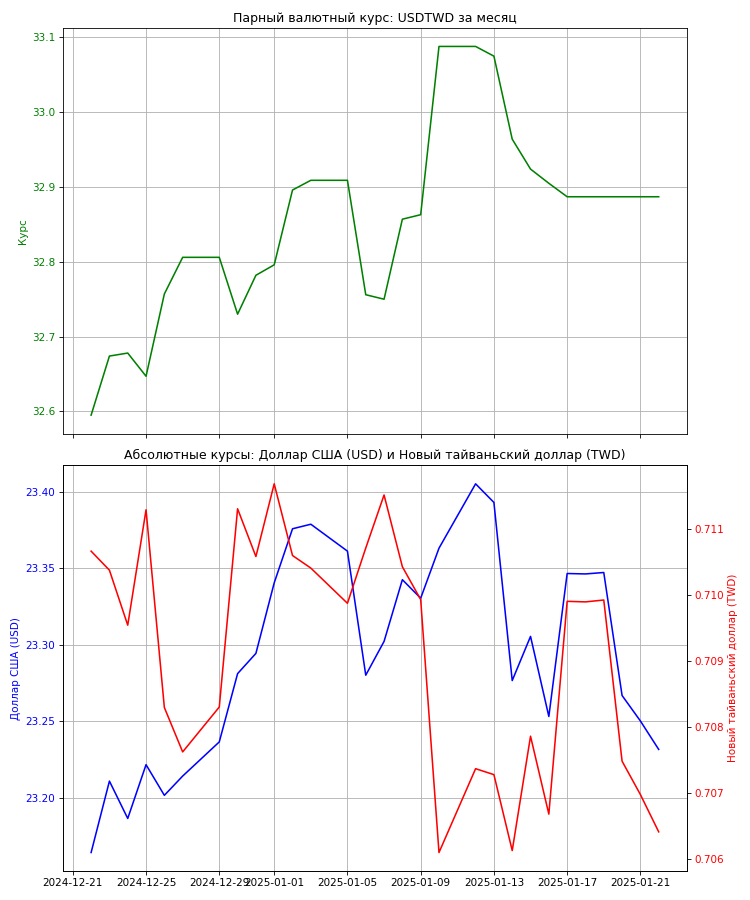 Парный валютный курс: USDTWD за месяц
33.1
33.0
32.9
32.8
32.7
32.6
Курс
Абсолютные курсы: Доллар США (USD) и Новый тайваньский доллар (TWD)
23.40
23.35
23.30
23.25
23.20
Доллар США (USD)
0.711
0.710
0.709
0.708
0.707
0.706
Новый тайваньский доллар (TWD)
2024-12-21 2024-12-25 2024-12-29 2025-01-01 2025-01-05 2025-01-09 2025-01-13 2025-01-17 2025-01-21